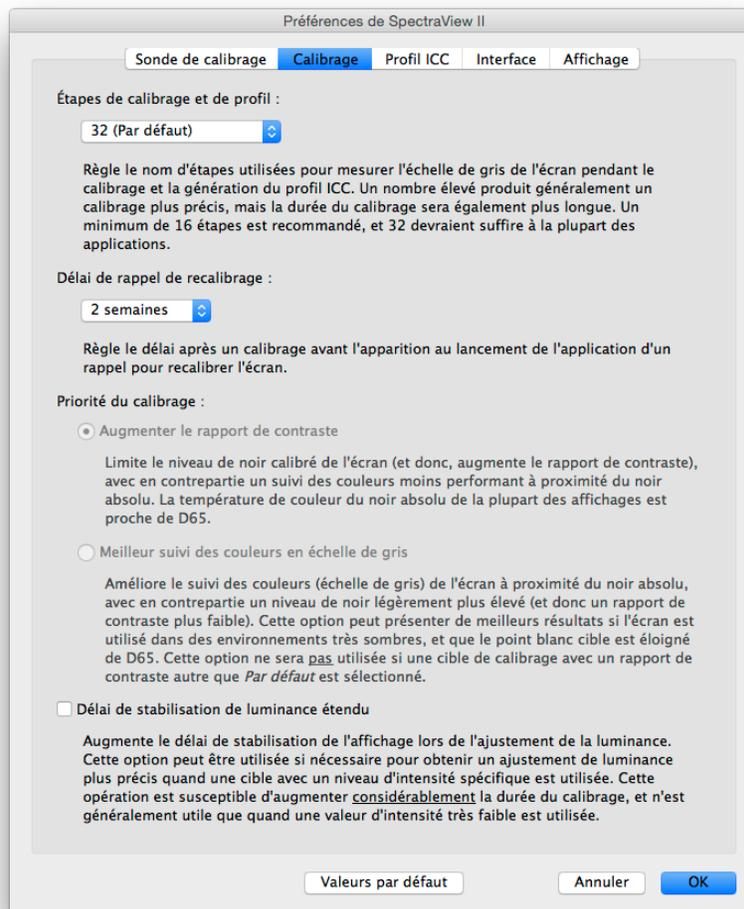 Préférences de SpectraView II
Sonde de calibrage Calibrage Profil ICC Interface Affichage
Étapes de calibrage et de profil :
32 (Par défaut)
Règle le nom d'étapes utilisées pour mesurer l'échelle de gris de l'écran pendant le
calibrage et la génération du profil ICC. Un nombre élevé produit généralement un
calibrage plus précis, mais la durée du calibrage sera également plus longue. Un
minimum de 16 étapes est recommandé, et 32 devraient suffire à la plupart des
applications.
Délai de rappel de recalibrage :
2 semaines
Règle le délai après un calibrage avant l'apparition au lancement de l'application d'un
rappel pour recalibrer l'écran.
Priorité du calibrage :
Augmenter le rapport de contraste
Limite le niveau de noir calibré de l'écran (et donc, augmente le rapport de contraste),
avec en contrepartie un suivi des couleurs moins performant à proximité du noir
absolu. La température de couleur du noir absolu de la plupart des affichages est
proche de D65.
Meilleur suivi des couleurs en échelle de gris
Améliore le suivi des couleurs (échelle de gris) de l'écran à proximité du noir absolu,
avec en contrepartie un niveau de noir légèrement plus élevé (et donc un rapport de
contraste plus faible). Cette option peut présenter de meilleurs résultats si l'écran est
utilisé dans des environnements très sombres, et que le point blanc cible est éloigné
de D65. Cette option ne sera pas utilisée si une cible de calibrage avec un rapport de
contraste autre que Par défaut est sélectionné.
Délai de stabilisation de luminance étendu
Augmente le délai de stabilisation de l'affichage lors de l'ajustement de la luminance.
Cette option peut être utilisée si nécessaire pour obtenir un ajustement de luminance
plus précis quand une cible avec un niveau d'intensité spécifique est utilisée. Cette
opération est susceptible d'augmenter considérablement la durée du calibrage, et n'est
généralement utile que quand une valeur d'intensité très faible est utilisée.
Valeurs par défaut Annuler OK